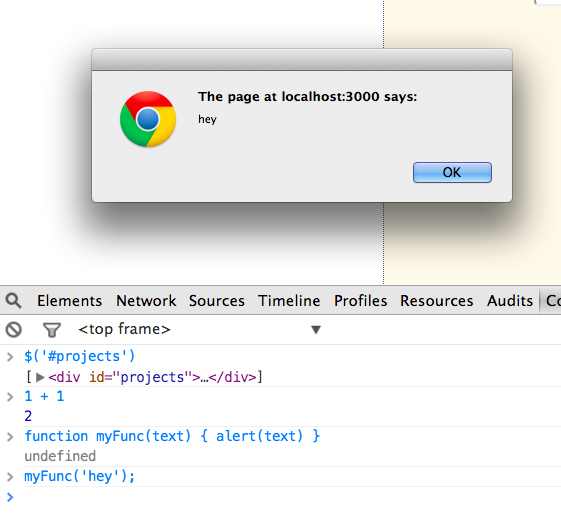 The page at localhost:3000 says:
hey
OK
Elements Network Sources Timeline Profiles Resources Audits Co
<top frame> ▼
> $('#projects')
[▶<div id="projects">…</div>]
> 1 + 1
2
> function myFunc(text) { alert(text) }
undefined
> myFunc('hey');
>